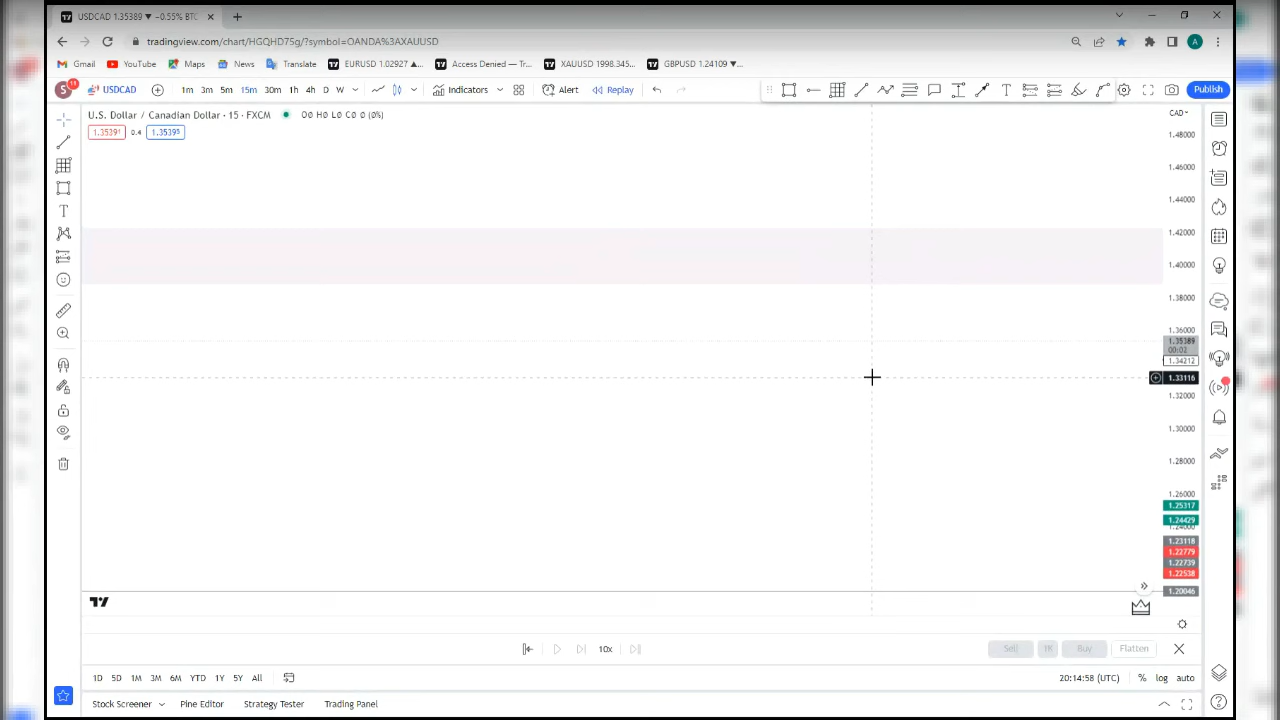 USDCAD 1.35389 ▼ −0.55% BTC
tradingview.com/chart/HGQHD7Sg/?symbol=OANDA%3AXAUUSD
A
Gmail YouTube Maps News Translate EURUSD 1.02927 ▲... Access Denied — Tr... XAUUSD 1998.345... GBPUSD 1.24109 ▼...
S 11 USDCAD 1m 3m 5m 15m 30m 1h 4h D W Indicators Alert Replay T Publish
U.S. Dollar / Canadian Dollar · 15 · FXCM O0 H0 L0 C0 0 (0%)
CAD
1.35391 0.4 1.35395
1.48000
1.46000
1.44000
1.42000
1.40000
1.38000
1.36000
1.35389
00:02
1.34212
1.33116
1.32000
1.30000
1.28000
1.26000
1.25317
1.24429
1.24000
1.23118
1.22779
1.22739
1.22538
1.20046
10x Sell Buy Flatten
1D 5D 1M 3M 6M YTD 1Y 5Y All 20:14:58 (UTC) % log auto
Stock Screener Pine Editor Strategy Tester Trading Panel